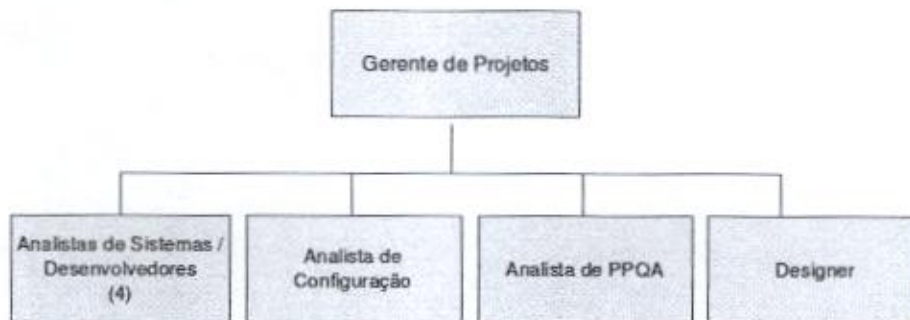 Gerente de Projetos
Analistas de Sistemas /
Desenvolvedores
(4)
Analista de
Configuração
Analista de PPQA
Designer